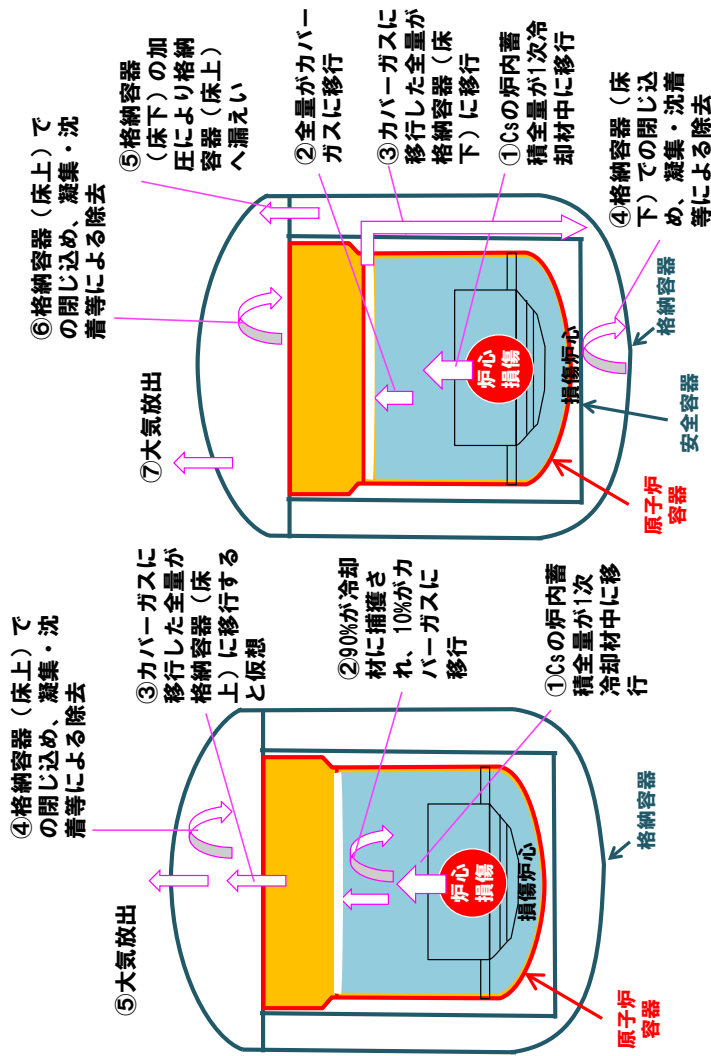 ④格納容器（床上）で
の閉じ込め、凝集・沈
着等による除去
⑤大気放出
③カバーガスに
移行した全量が
格納容器（床
上）に移行する
と仮想
②90%が冷却
材に捕獲さ
れ、10%がカ
バーガスに
移行
①Csの炉内蓄
積全量が1次
冷却材中に移
行
炉心
損傷
損傷炉心
原子炉
容器
格納容器
⑥格納容器（床上）で
の閉じ込め、凝集・沈
着等による除去
⑦大気放出
⑤格納容器
（床下）の加
圧により格納
容器（床上）
へ漏えい
②全量がカバー
ガスに移行
③カバーガスに
移行した全量が
格納容器（床
下）に移行
①Csの炉内蓄
積全量が1次冷
却材中に移行
④格納容器（床
下）での閉じ込
め、凝集・沈着
等による除去
炉心
損傷
損傷炉心
原子炉
容器
安全容器
格納容器